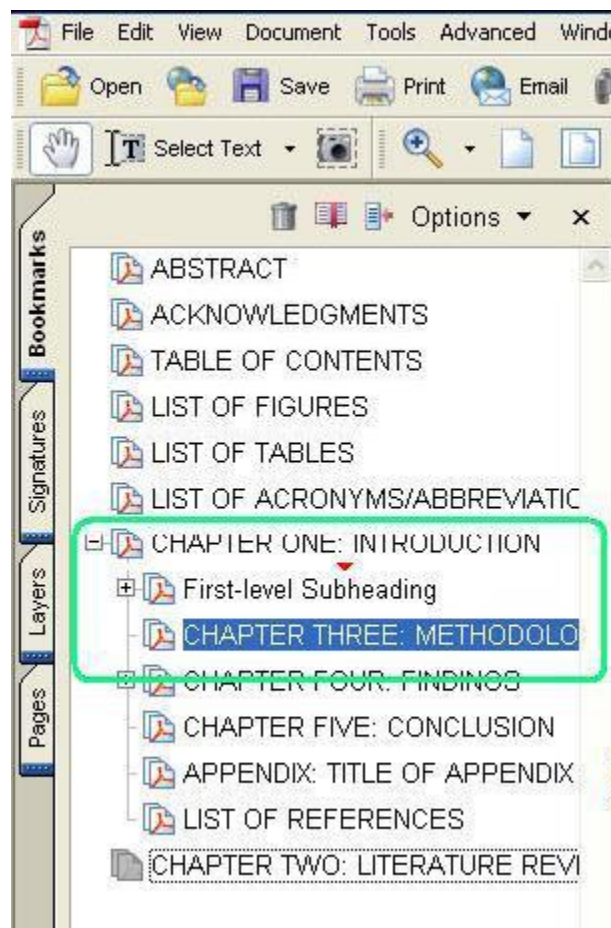 File Edit View Document Tools Advanced Windo
Open Save Print Email
Select Text
Options
Bookmarks
Signatures
Layers
Pages
ABSTRACT
ACKNOWLEDGMENTS
TABLE OF CONTENTS
LIST OF FIGURES
LIST OF TABLES
LIST OF ACRONYMS/ABBREVIATIC
CHAPTER ONE: INTRODUCTION
First-level Subheading
CHAPTER THREE: METHODOLO
CHAPTER FOUR: FINDINGS
CHAPTER FIVE: CONCLUSION
APPENDIX: TITLE OF APPENDIX
LIST OF REFERENCES
CHAPTER TWO: LITERATURE REVI